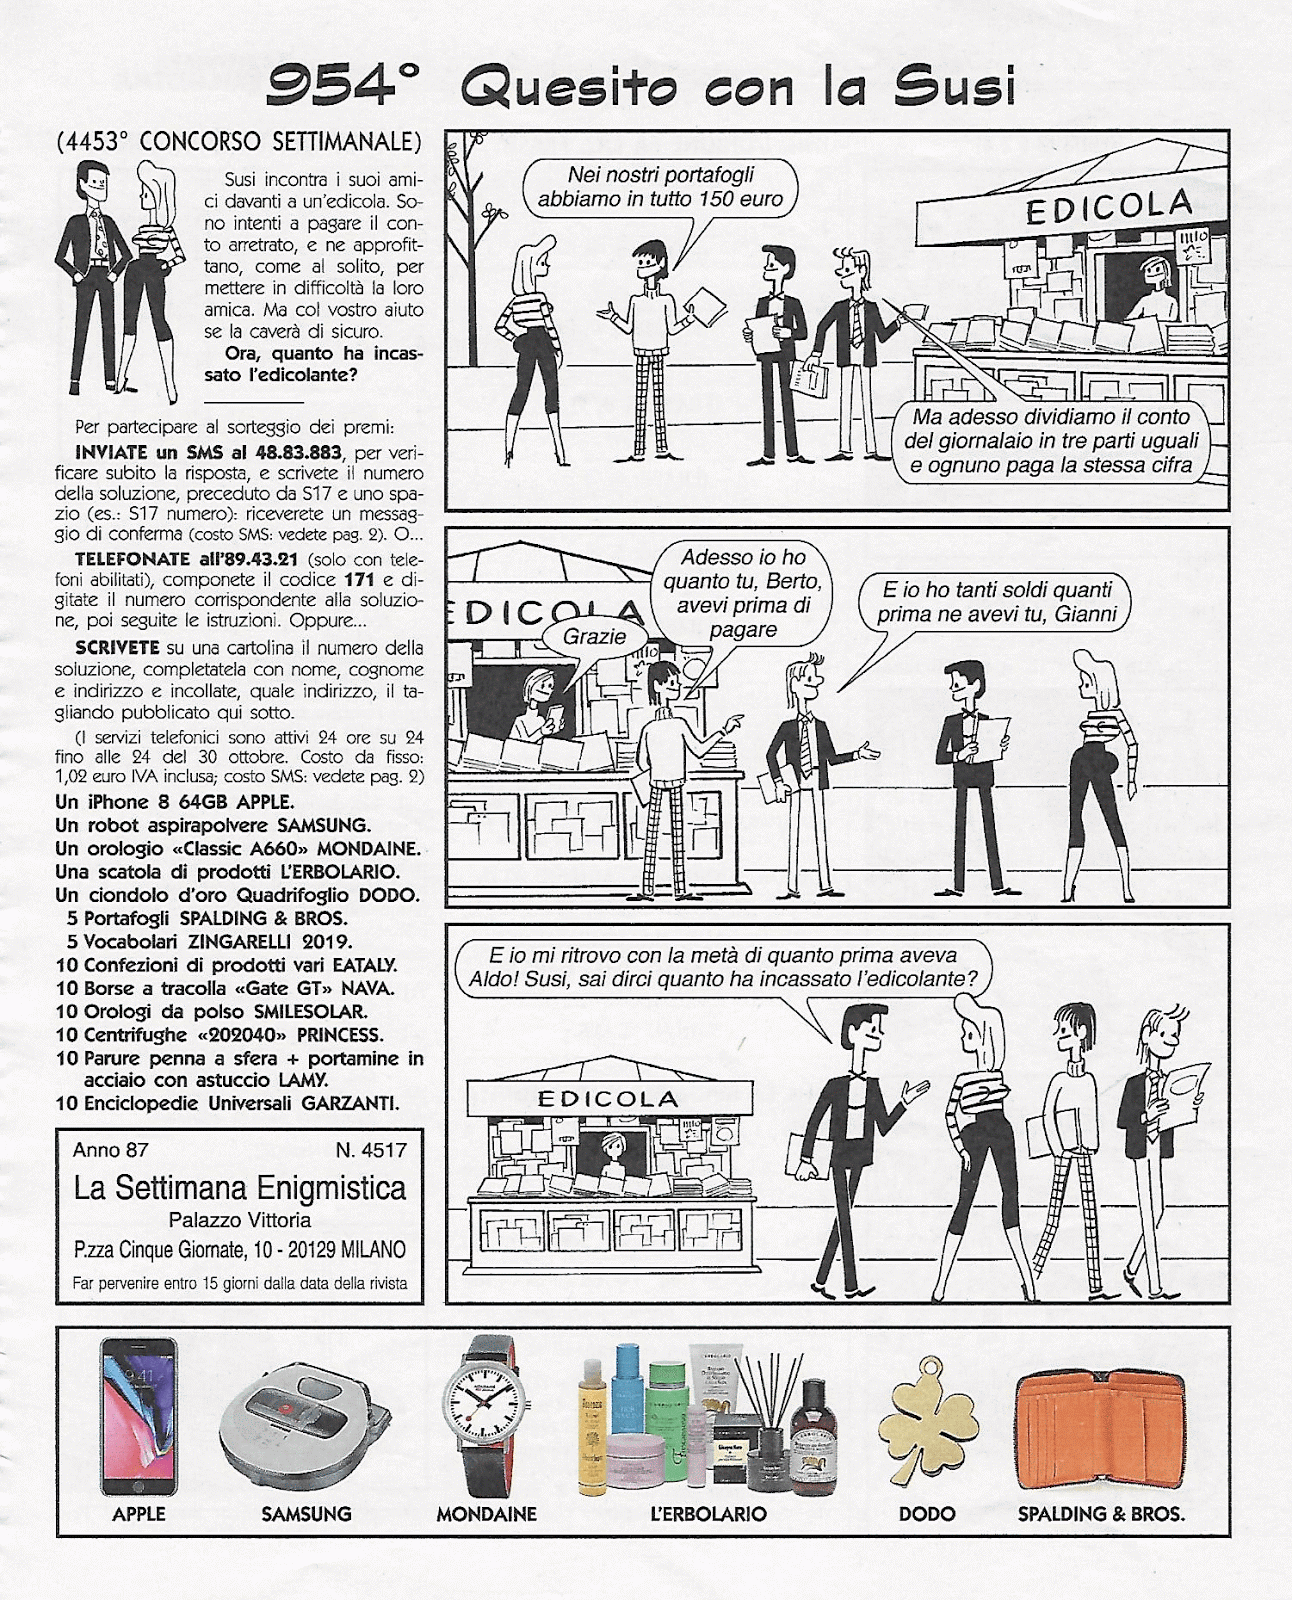 954° Quesito con la Susi
(4453° CONCORSO SETTIMANALE)
Susi incontra i suoi ami-
ci davanti a un'edicola. So-
no intenti a pagare il con-
to arretrato, e ne approfit-
tano, come al solito, per
mettere in difficoltà la loro
amica. Ma col vostro aiuto
se la caverà di sicuro.
Ora, quanto ha incas-
sato l'edicolante?
Per partecipare al sorteggio dei premi:
INVIATE un SMS al 48.83.883, per veri-
ficare subito la risposta, e scrivete il numero
della soluzione, preceduto da S17 e uno spa-
zio (es.: S17 numero): riceverete un messag-
gio di conferma (costo SMS: vedete pag. 2). O...
TELEFONATE all'89.43.21 (solo con tele-
foni abilitati), componete il codice 171 e di-
gitate il numero corrispondente alla soluzio-
ne, poi seguite le istruzioni. Oppure...
SCRIVETE su una cartolina il numero della
soluzione, completatela con nome, cognome
e indirizzo e incollate, quale indirizzo, il ta-
gliando pubblicato qui sotto.
(I servizi telefonici sono attivi 24 ore su 24
fino alle 24 del 30 ottobre. Costo da fisso:
1,02 euro IVA inclusa; costo SMS: vedete pag. 2)
Un iPhone 8 64GB APPLE.
Un robot aspirapolvere SAMSUNG.
Un orologio «Classic A660» MONDAINE.
Una scatola di prodotti L'ERBOLARIO.
Un ciondolo d'oro Quadrifoglio DODO.
5 Portafogli SPALDING & BROS.
5 Vocabolari ZINGARELLI 2019.
10 Confezioni di prodotti vari EATALY.
10 Borse a tracolla «Gate GT» NAVA.
10 Orologi da polso SMILESOLAR.
10 Centrifughe «202040» PRINCESS.
10 Parure penna a sfera + portamine in
acciaio con astuccio LAMY.
10 Enciclopedie Universali GARZANTI.
Anno 87 N. 4517
La Settimana Enigmistica
Palazzo Vittoria
P.zza Cinque Giornate, 10 - 20129 MILANO
Far pervenire entro 15 giorni dalla data della rivista
Nei nostri portafogli
abbiamo in tutto 150 euro
EDICOLA
Ma adesso dividiamo il conto
del giornalaio in tre parti uguali
e ognuno paga la stessa cifra
EDICOLA
Grazie
Adesso io ho
quanto tu, Berto,
avevi prima di
pagare
E io ho tanti soldi quanti
prima ne avevi tu, Gianni
E io mi ritrovo con la metà di quanto prima aveva
Aldo! Susi, sai dirci quanto ha incassato l'edicolante?
EDICOLA
9:41
APPLE
SAMSUNG
MONDAINE
L'ERBOLARIO
DODO
SPALDING & BROS.